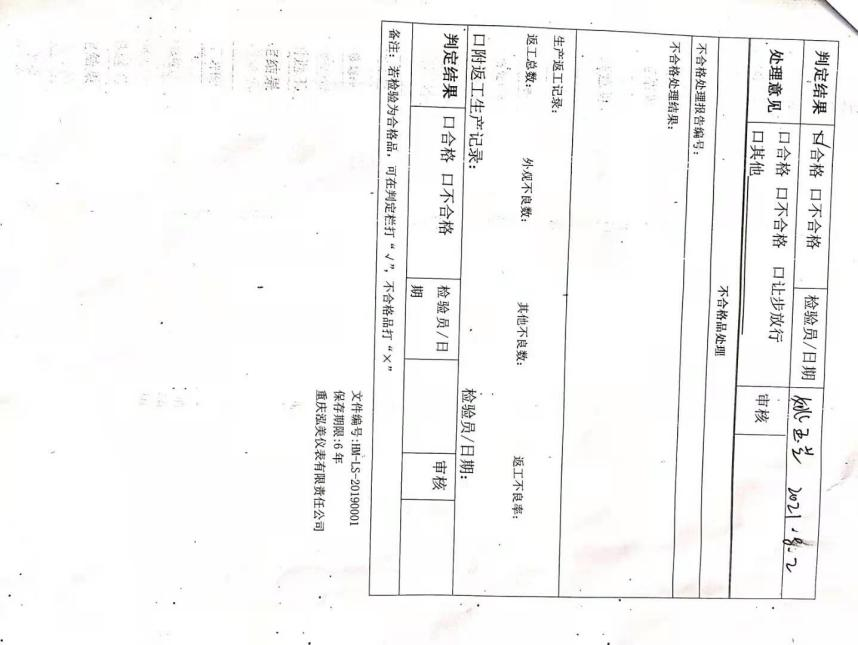 判定结果 ☑合格 口不合格 检验员/日期 2021.8.2
处理意见 口合格 口不合格 口让步放行 审核
口其他
不合格品处理
不合格处理报告编号：
不合格处理结果：
生产返工记录：
返工总数： 外观不良数： 其他不良数： 返工不良率：
口附返工生产记录： 检验员/日期：
判定结果 口合格 口不合格 检验员/日期 审核
备注：若检验为合格品，可在判定栏打“√”，不合格品打“×”
文件编号:HM-LS-20190001
保存期限:6年
重庆泓美仪表有限责任公司